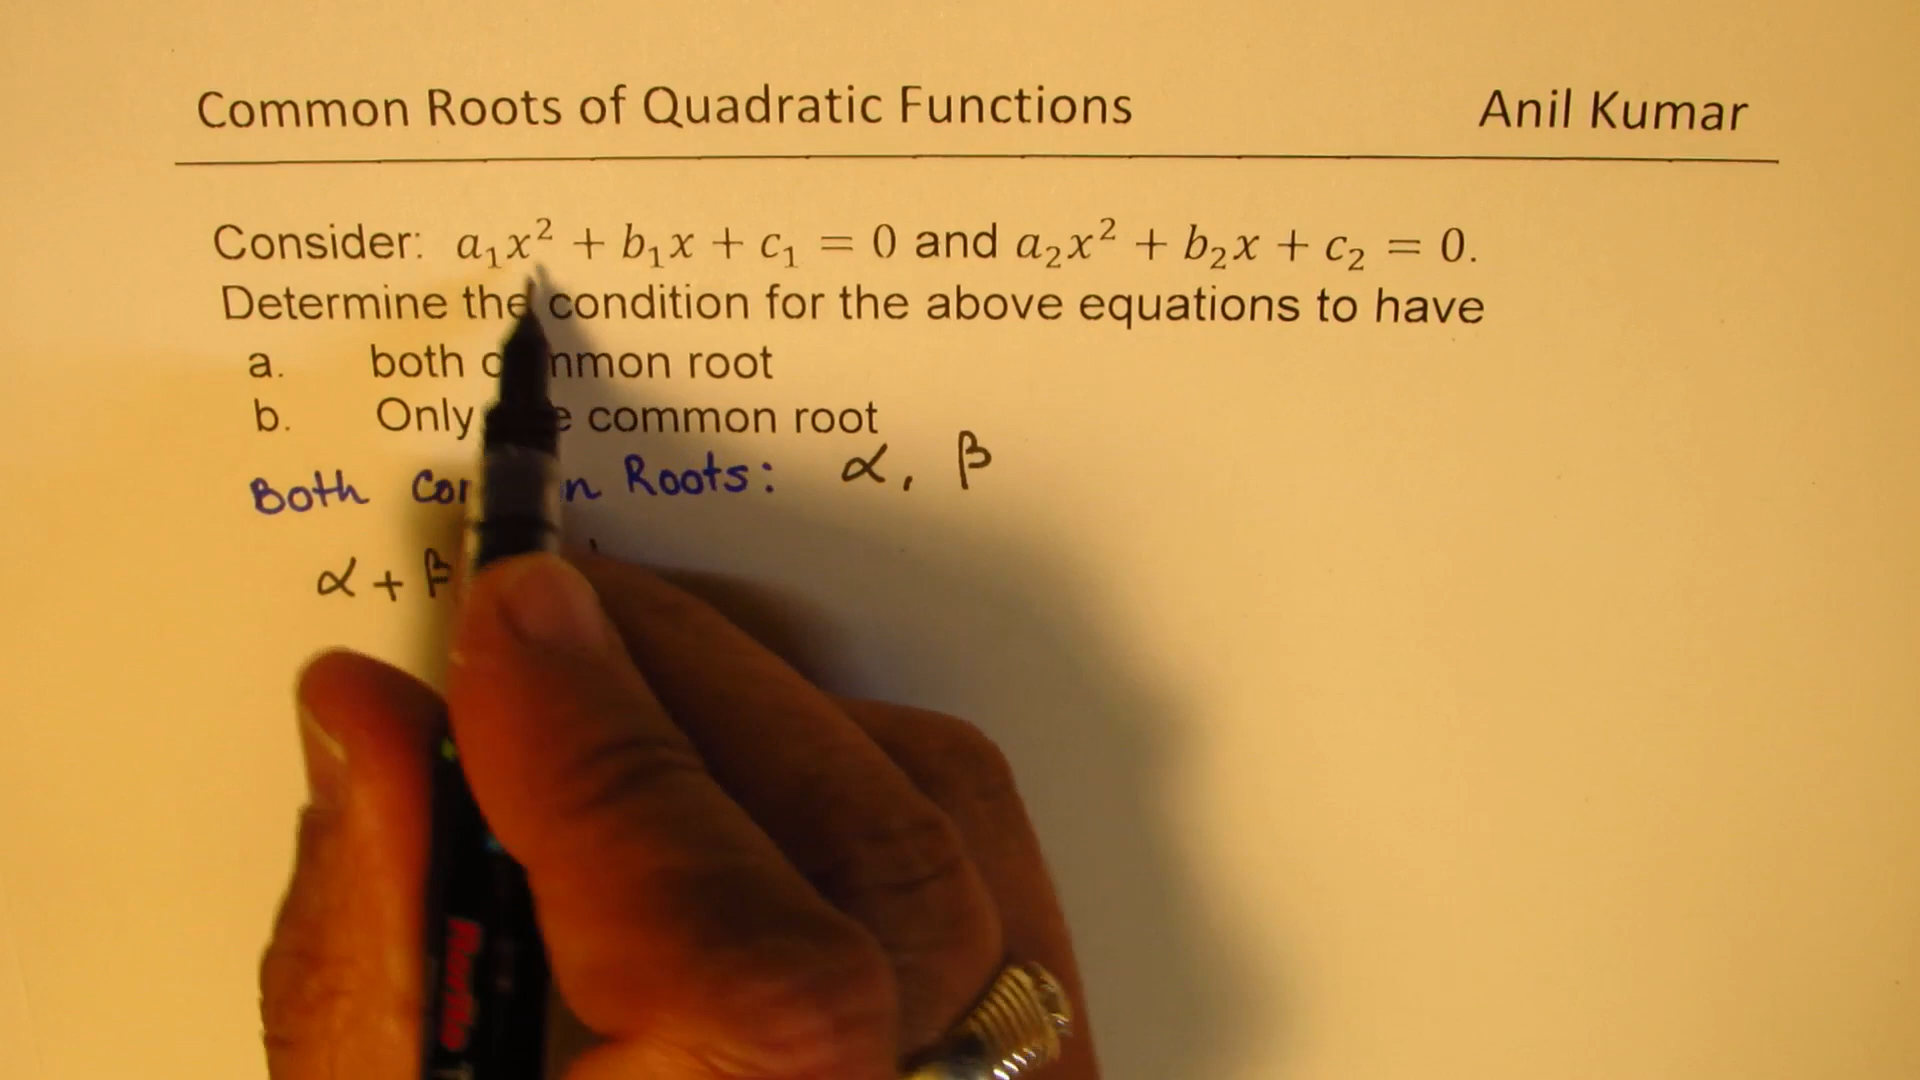 Common Roots of Quadratic Functions Anil Kumar
Consider: a₁x² + b₁x + c₁ = 0 and a₂x² + b₂x + c₂ = 0.
Determine the condition for the above equations to have
a. both root
b. Only common root
Both Roots: α, β
α + β